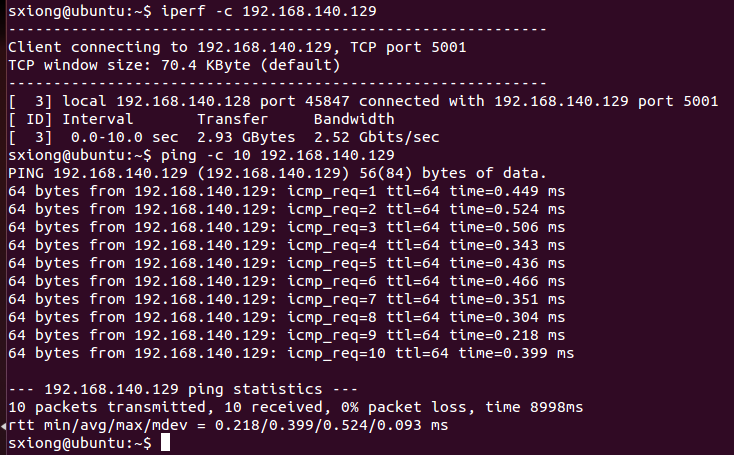 sxiong@ubuntu:~$ iperf -c 192.168.140.129
------------------------------------------------------------
Client connecting to 192.168.140.129, TCP port 5001
TCP window size: 70.4 KByte (default)
------------------------------------------------------------
[  3] local 192.168.140.128 port 45847 connected with 192.168.140.129 port 5001
[ ID] Interval       Transfer     Bandwidth
[  3]  0.0-10.0 sec  2.93 GBytes  2.52 Gbits/sec
sxiong@ubuntu:~$ ping -c 10 192.168.140.129
PING 192.168.140.129 (192.168.140.129) 56(84) bytes of data.
64 bytes from 192.168.140.129: icmp_req=1 ttl=64 time=0.449 ms
64 bytes from 192.168.140.129: icmp_req=2 ttl=64 time=0.524 ms
64 bytes from 192.168.140.129: icmp_req=3 ttl=64 time=0.506 ms
64 bytes from 192.168.140.129: icmp_req=4 ttl=64 time=0.343 ms
64 bytes from 192.168.140.129: icmp_req=5 ttl=64 time=0.436 ms
64 bytes from 192.168.140.129: icmp_req=6 ttl=64 time=0.466 ms
64 bytes from 192.168.140.129: icmp_req=7 ttl=64 time=0.351 ms
64 bytes from 192.168.140.129: icmp_req=8 ttl=64 time=0.304 ms
64 bytes from 192.168.140.129: icmp_req=9 ttl=64 time=0.218 ms
64 bytes from 192.168.140.129: icmp_req=10 ttl=64 time=0.399 ms

--- 192.168.140.129 ping statistics ---
10 packets transmitted, 10 received, 0% packet loss, time 8998ms
rtt min/avg/max/mdev = 0.218/0.399/0.524/0.093 ms
sxiong@ubuntu:~$